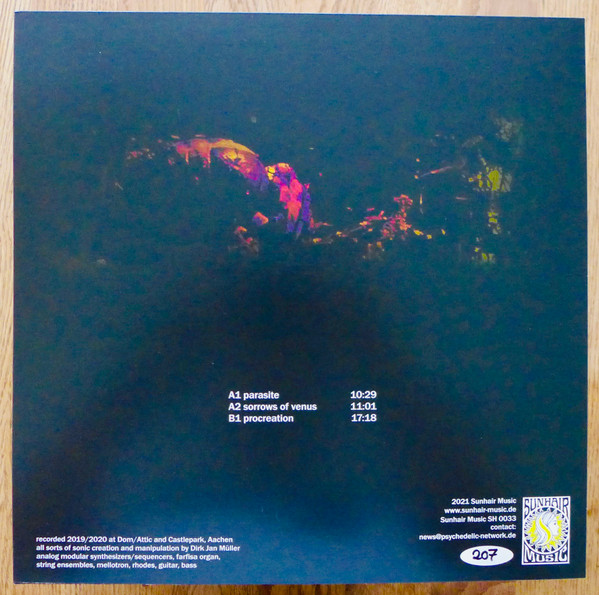 A1 parasite 10:29
A2 sorrows of venus 11:01
B1 procreation 17:18
2021 Sunhair Music
www.sunhair-music.de
Sunhair Music SH 0033
contact:
news@psychedelic-network.de
207
SUNHAIR
MUSIC
recorded 2019/2020 at Dom/Attic and Castlepark, Aachen
all sorts of sonic creation and manipulation by Dirk Jan Müller
analog modular synthesizers/sequencers, farfisa organ,
string ensembles, mellotron, rhodes, guitar, bass